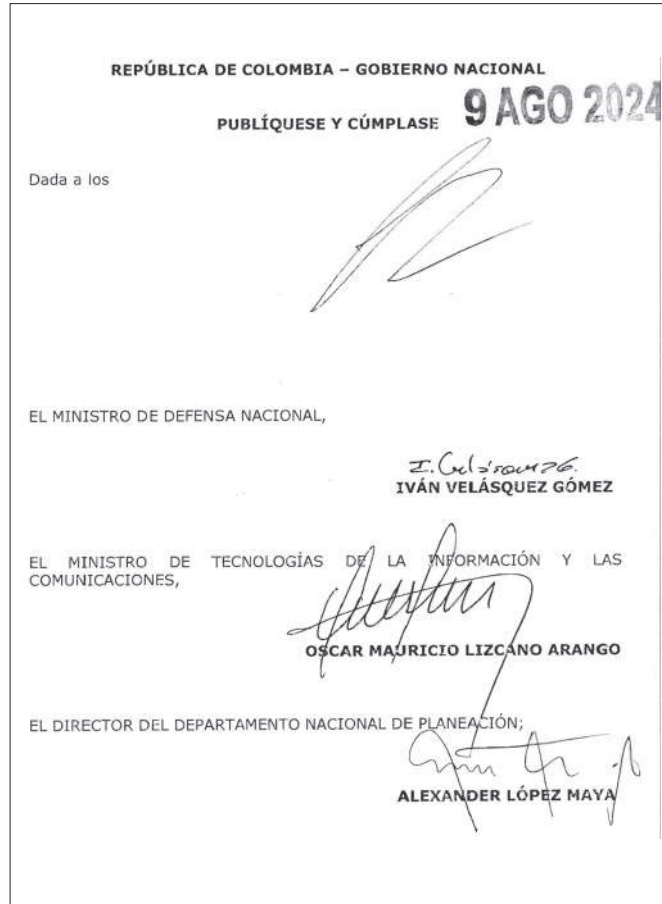 REPÚBLICA DE COLOMBIA – GOBIERNO NACIONAL
PUBLÍQUESE Y CÚMPLASE 9 AGO 2024
Dada a los
EL MINISTRO DE DEFENSA NACIONAL,
IVÁN VELÁSQUEZ GÓMEZ
EL MINISTRO DE TECNOLOGÍAS DE LA INFORMACIÓN Y LAS
COMUNICACIONES,
OSCAR MAURICIO LIZCANO ARANGO
EL DIRECTOR DEL DEPARTAMENTO NACIONAL DE PLANEACIÓN;
ALEXANDER LÓPEZ MAYA